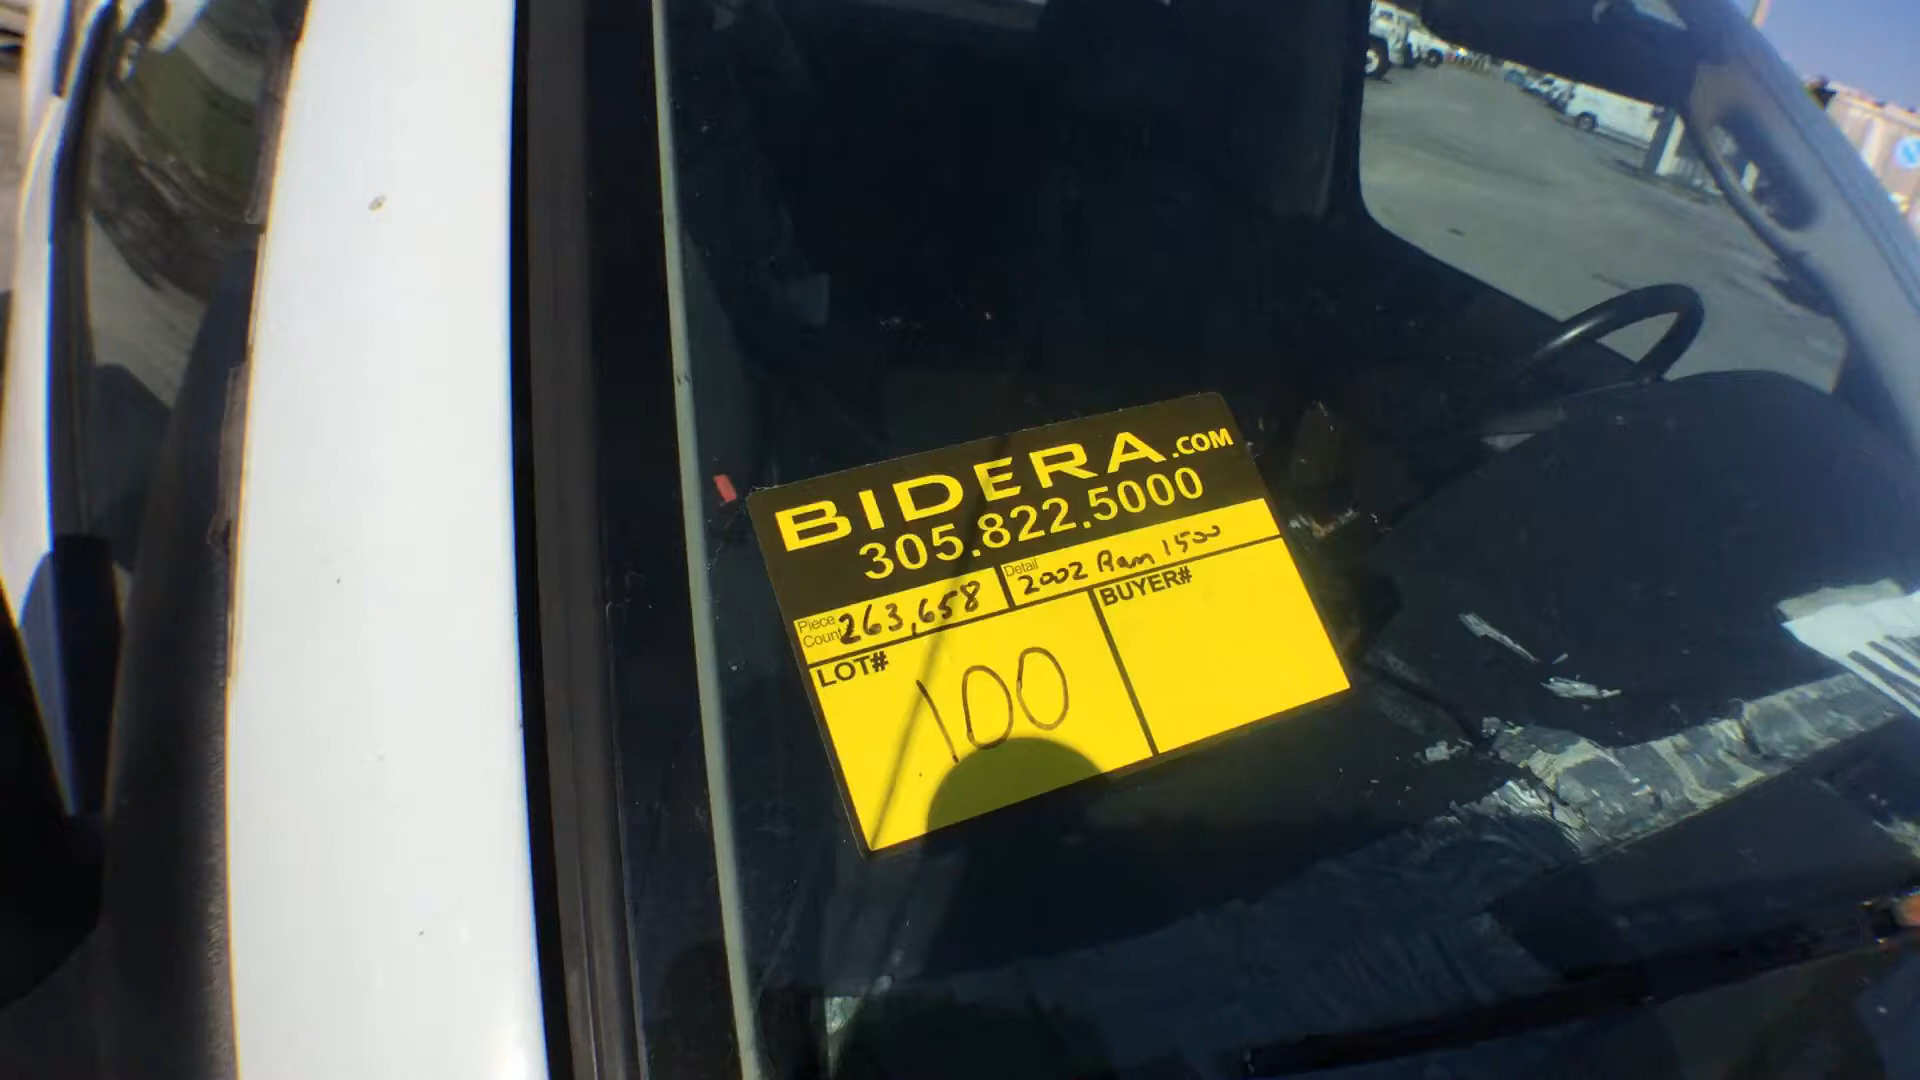 BIDERA.COM
305.822.5000
Piece Count 263,658
Detail 2002 Ram 1500
LOT# 100
BUYER#